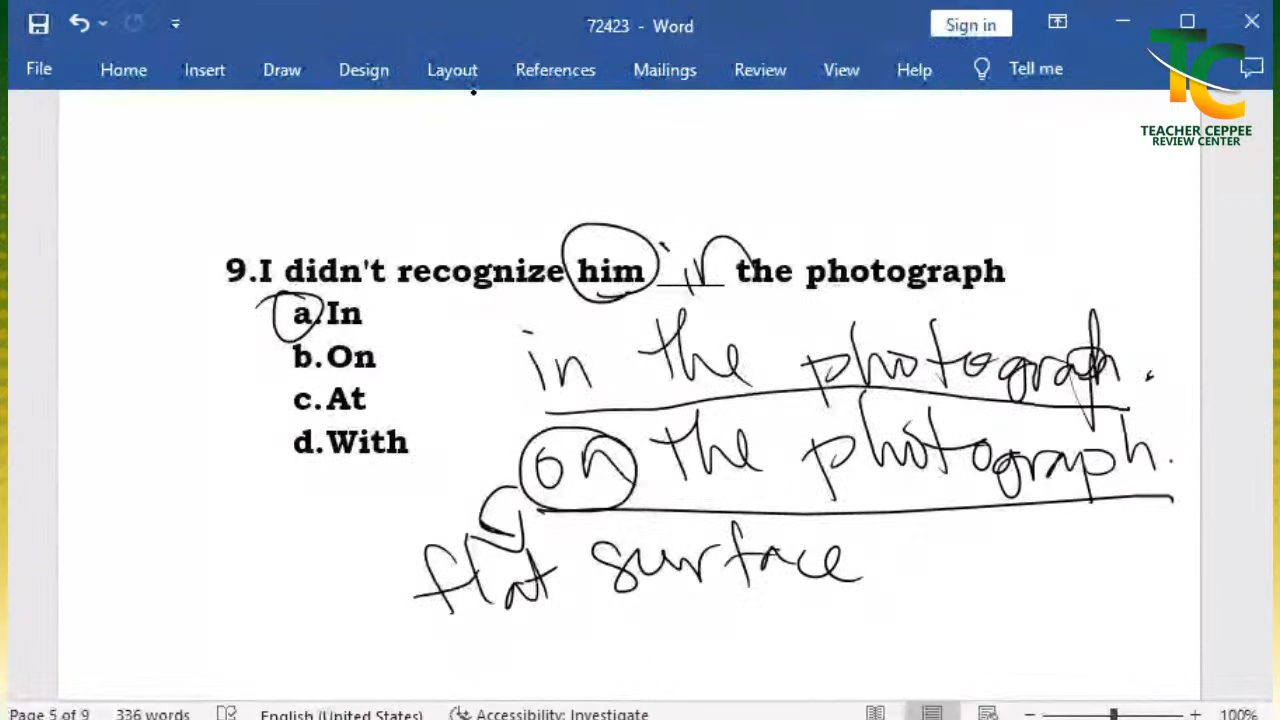 72423 - Word
Sign in
File Home Insert Draw Design Layout References Mailings Review View Help Tell me
TC
TEACHER CEPPEE
REVIEW CENTER
9.I didn't recognize him in the photograph
a.In
b.On
c.At
d.With
in the photograph.
on the photograph.
flat surface
Page 5 of 9 336 words English (United States) Accessibility: Investigate 100%